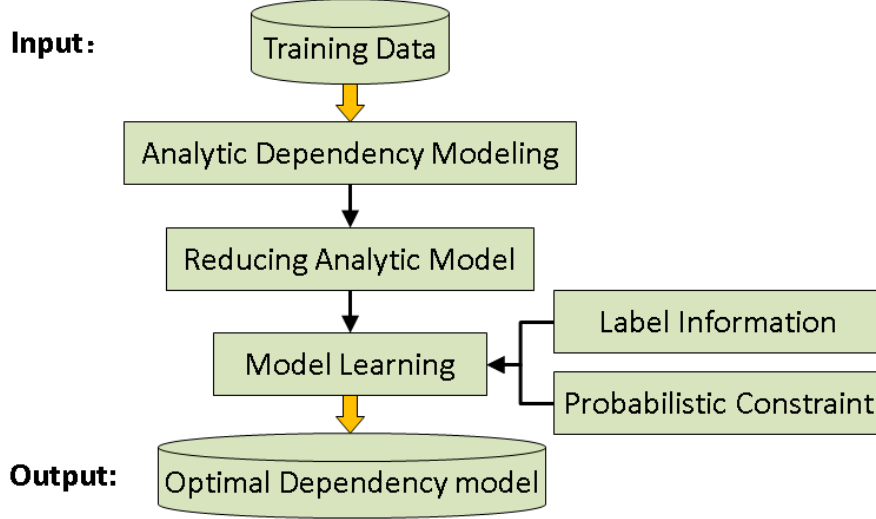 Input:
Training Data
Analytic Dependency Modeling
Reducing Analytic Model
Label Information
Model Learning
Probabilistic Constraint
Output:
Optimal Dependency model